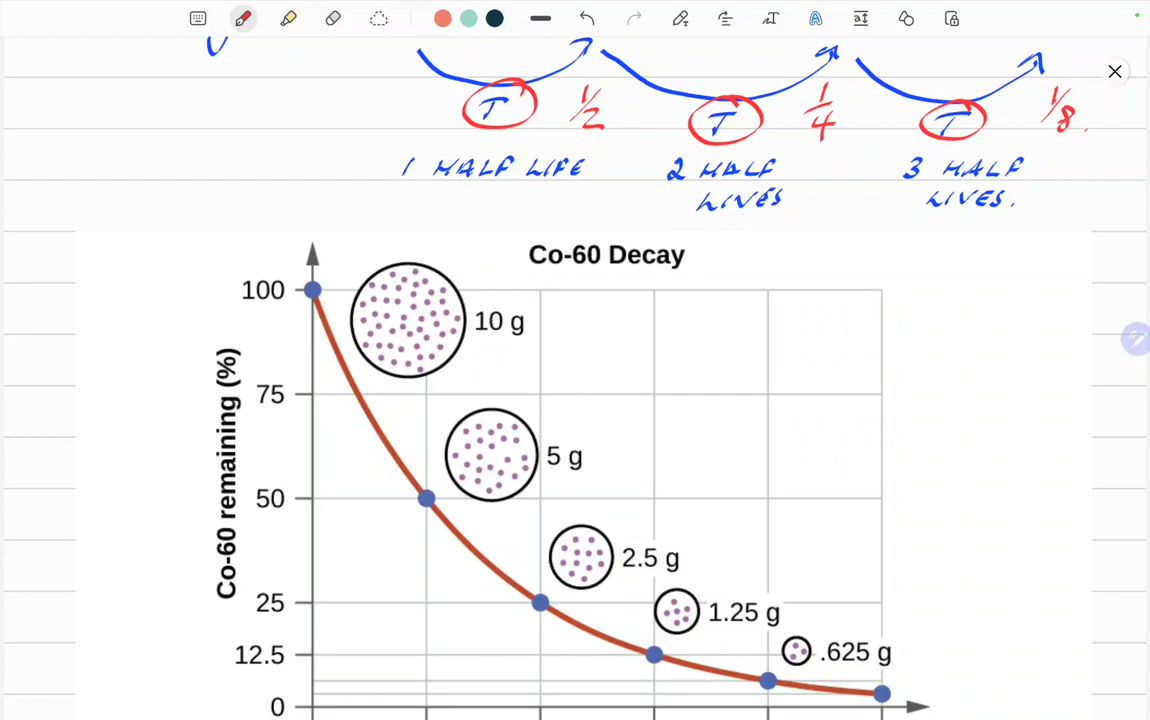 T 1/2 T 1/4 T 1/8.
1 HALF LIFE 2 HALF LIVES 3 HALF LIVES.
Co-60 Decay
Co-60 remaining (%)
100
10 g
75
5 g
50
2.5 g
25
1.25 g
12.5
.625 g
0